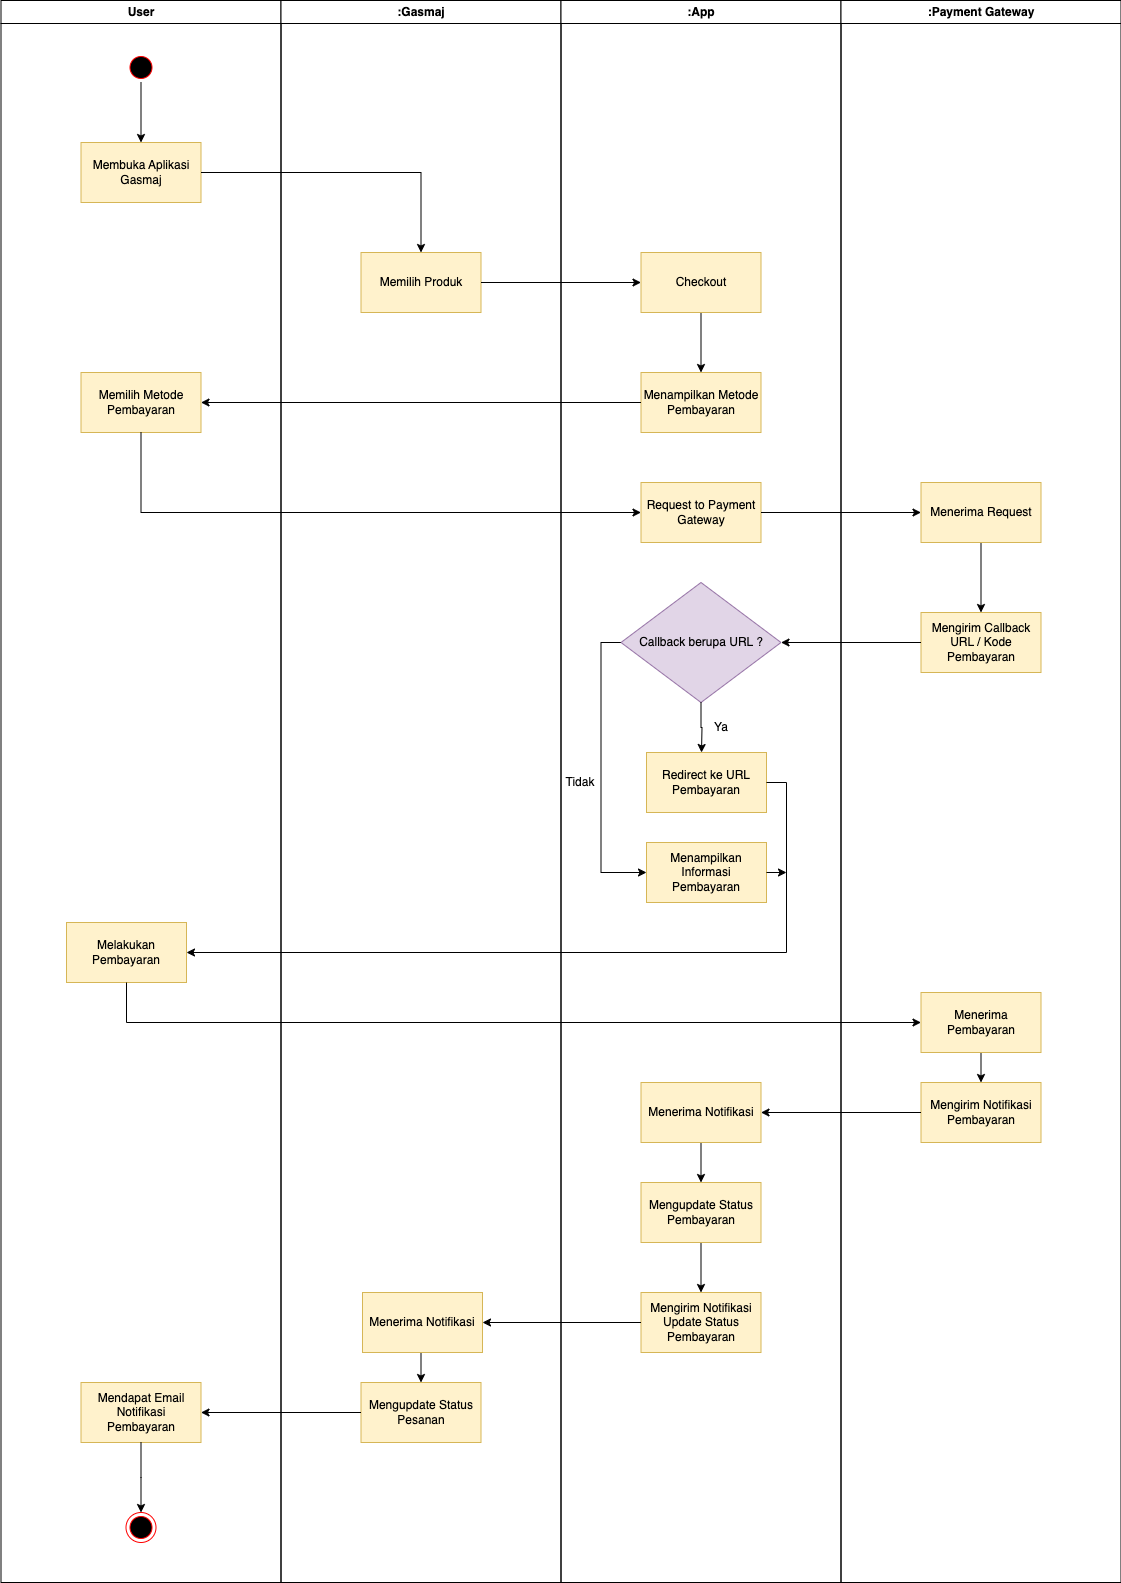 User
:Gasmaj
:App
:Payment Gateway
Membuka Aplikasi
Gasmaj
Memilih Produk
Checkout
Memilih Metode
Pembayaran
Menampilkan Metode
Pembayaran
Request to Payment
Gateway
Menerima Request
Callback berupa URL ?
Mengirim Callback
URL / Kode
Pembayaran
Ya
Tidak
Redirect ke URL
Pembayaran
Menampilkan
Informasi
Pembayaran
Melakukan
Pembayaran
Menerima
Pembayaran
Menerima Notifikasi
Mengirim Notifikasi
Pembayaran
Mengupdate Status
Pembayaran
Menerima Notifikasi
Mengirim Notifikasi
Update Status
Pembayaran
Mendapat Email
Notifikasi
Pembayaran
Mengupdate Status
Pesanan